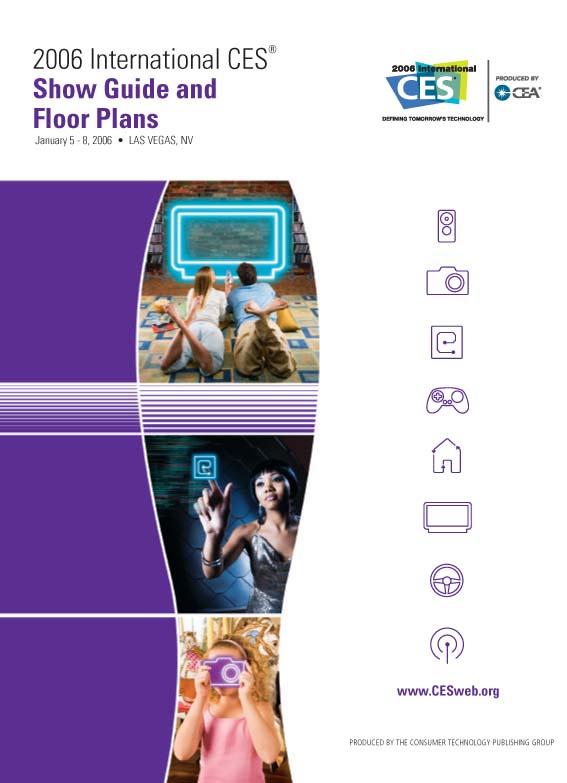 2006 International CES®
Show Guide and
Floor Plans
January 5 - 8, 2006 • LAS VEGAS, NV
2006 International
CES
DEFINING TOMORROW'S TECHNOLOGY
PRODUCED BY
CEA
www.CESweb.org
PRODUCED BY THE CONSUMER TECHNOLOGY PUBLISHING GROUP